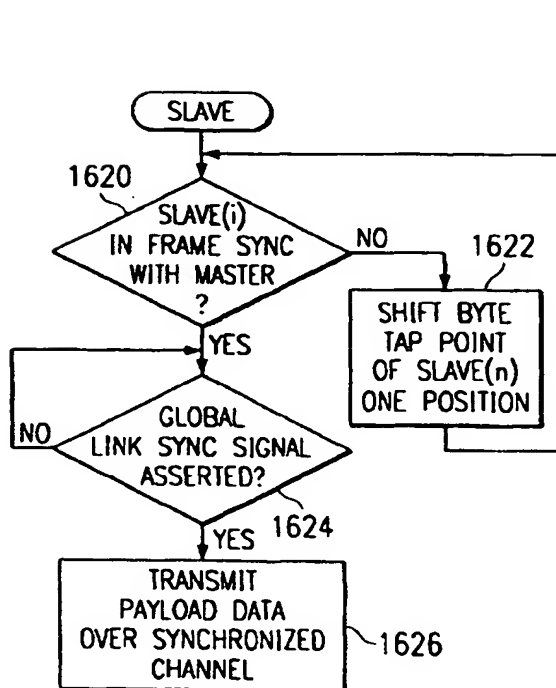 SLAVE
1620
SLAVE(i)
IN FRAME SYNC
WITH MASTER
?
NO
1622
SHIFT BYTE
TAP POINT
OF SLAVE(n)
ONE POSITION
YES
GLOBAL
LINK SYNC SIGNAL
ASSERTED?
NO
1624
YES
TRANSMIT
PAYLOAD DATA
OVER SYNCHRONIZED
CHANNEL
1626